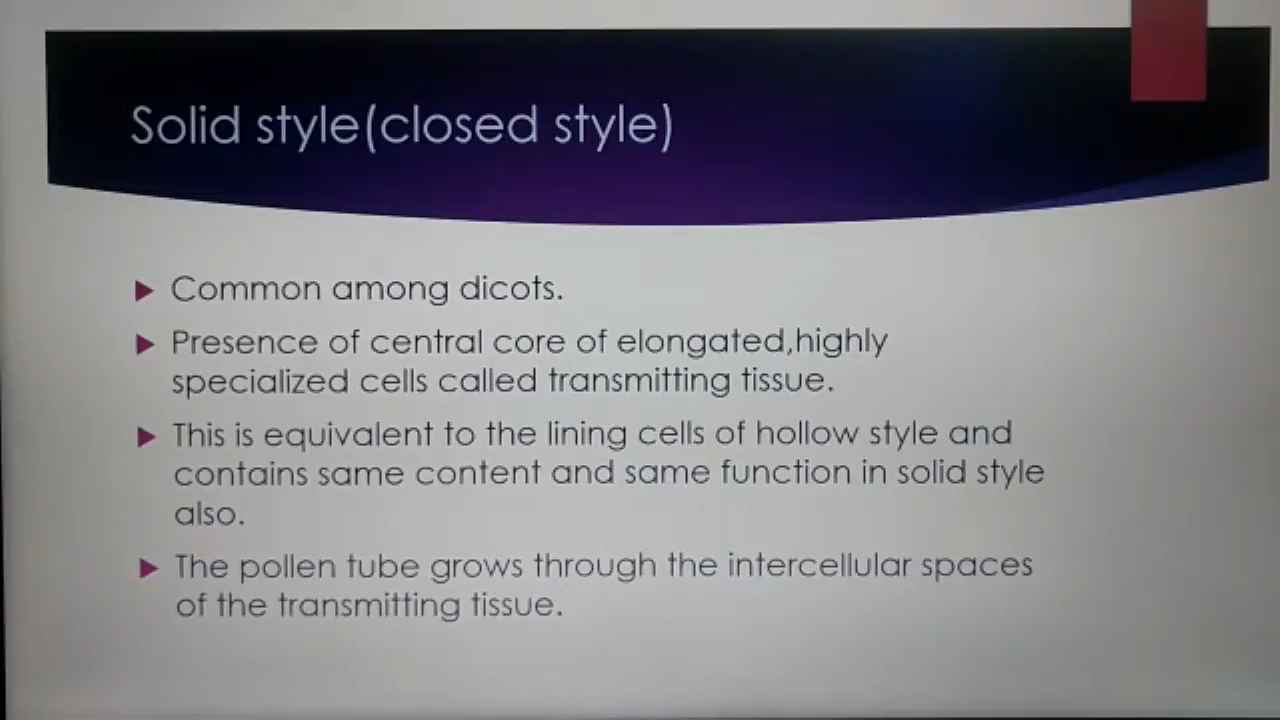 Solid style(closed style)
Common among dicots.
Presence of central core of elongated,highly
specialized cells called transmitting tissue.
This is equivalent to the lining cells of hollow style and
contains same content and same function in solid style
also.
The pollen tube grows through the intercellular spaces
of the transmitting tissue.